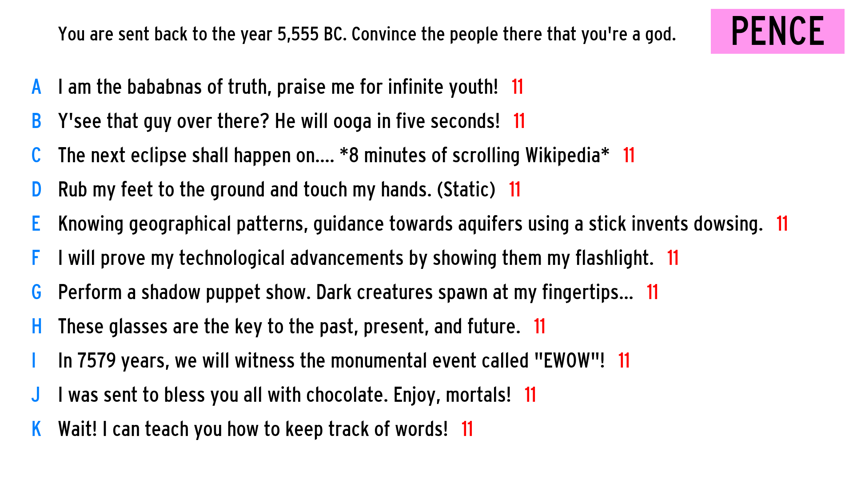 You are sent back to the year 5,555 BC. Convince the people there that you're a god.
PENCE
A I am the bababnas of truth, praise me for infinite youth! 11
B Y'see that guy over there? He will ooga in five seconds! 11
C The next eclipse shall happen on.... *8 minutes of scrolling Wikipedia* 11
D Rub my feet to the ground and touch my hands. (Static) 11
E Knowing geographical patterns, guidance towards aquifers using a stick invents dowsing. 11
F I will prove my technological advancements by showing them my flashlight. 11
G Perform a shadow puppet show. Dark creatures spawn at my fingertips... 11
H These glasses are the key to the past, present, and future. 11
I In 7579 years, we will witness the monumental event called "EWOW"! 11
J I was sent to bless you all with chocolate. Enjoy, mortals! 11
K Wait! I can teach you how to keep track of words! 11